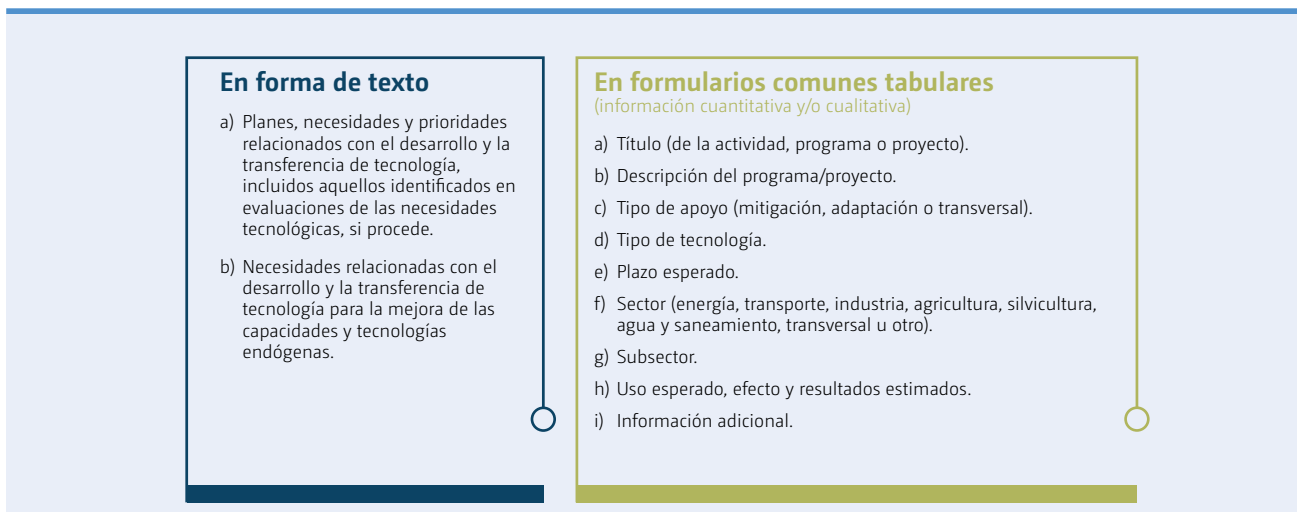 En forma de texto
a) Planes, necesidades y prioridades
relacionados con el desarrollo y la
transferencia de tecnología,
incluidos aquellos identificados en
evaluaciones de las necesidades
tecnológicas, si procede.
b) Necesidades relacionadas con el
desarrollo y la transferencia de
tecnología para la mejora de las
capacidades y tecnologías
endógenas.
En formularios comunes tabulares
(información cuantitativa y/o cualitativa)
a) Título (de la actividad, programa o proyecto).
b) Descripción del programa/proyecto.
c) Tipo de apoyo (mitigación, adaptación o transversal).
d) Tipo de tecnología.
e) Plazo esperado.
f) Sector (energía, transporte, industria, agricultura, silvicultura,
agua y saneamiento, transversal u otro).
g) Subsector.
h) Uso esperado, efecto y resultados estimados.
i) Información adicional.